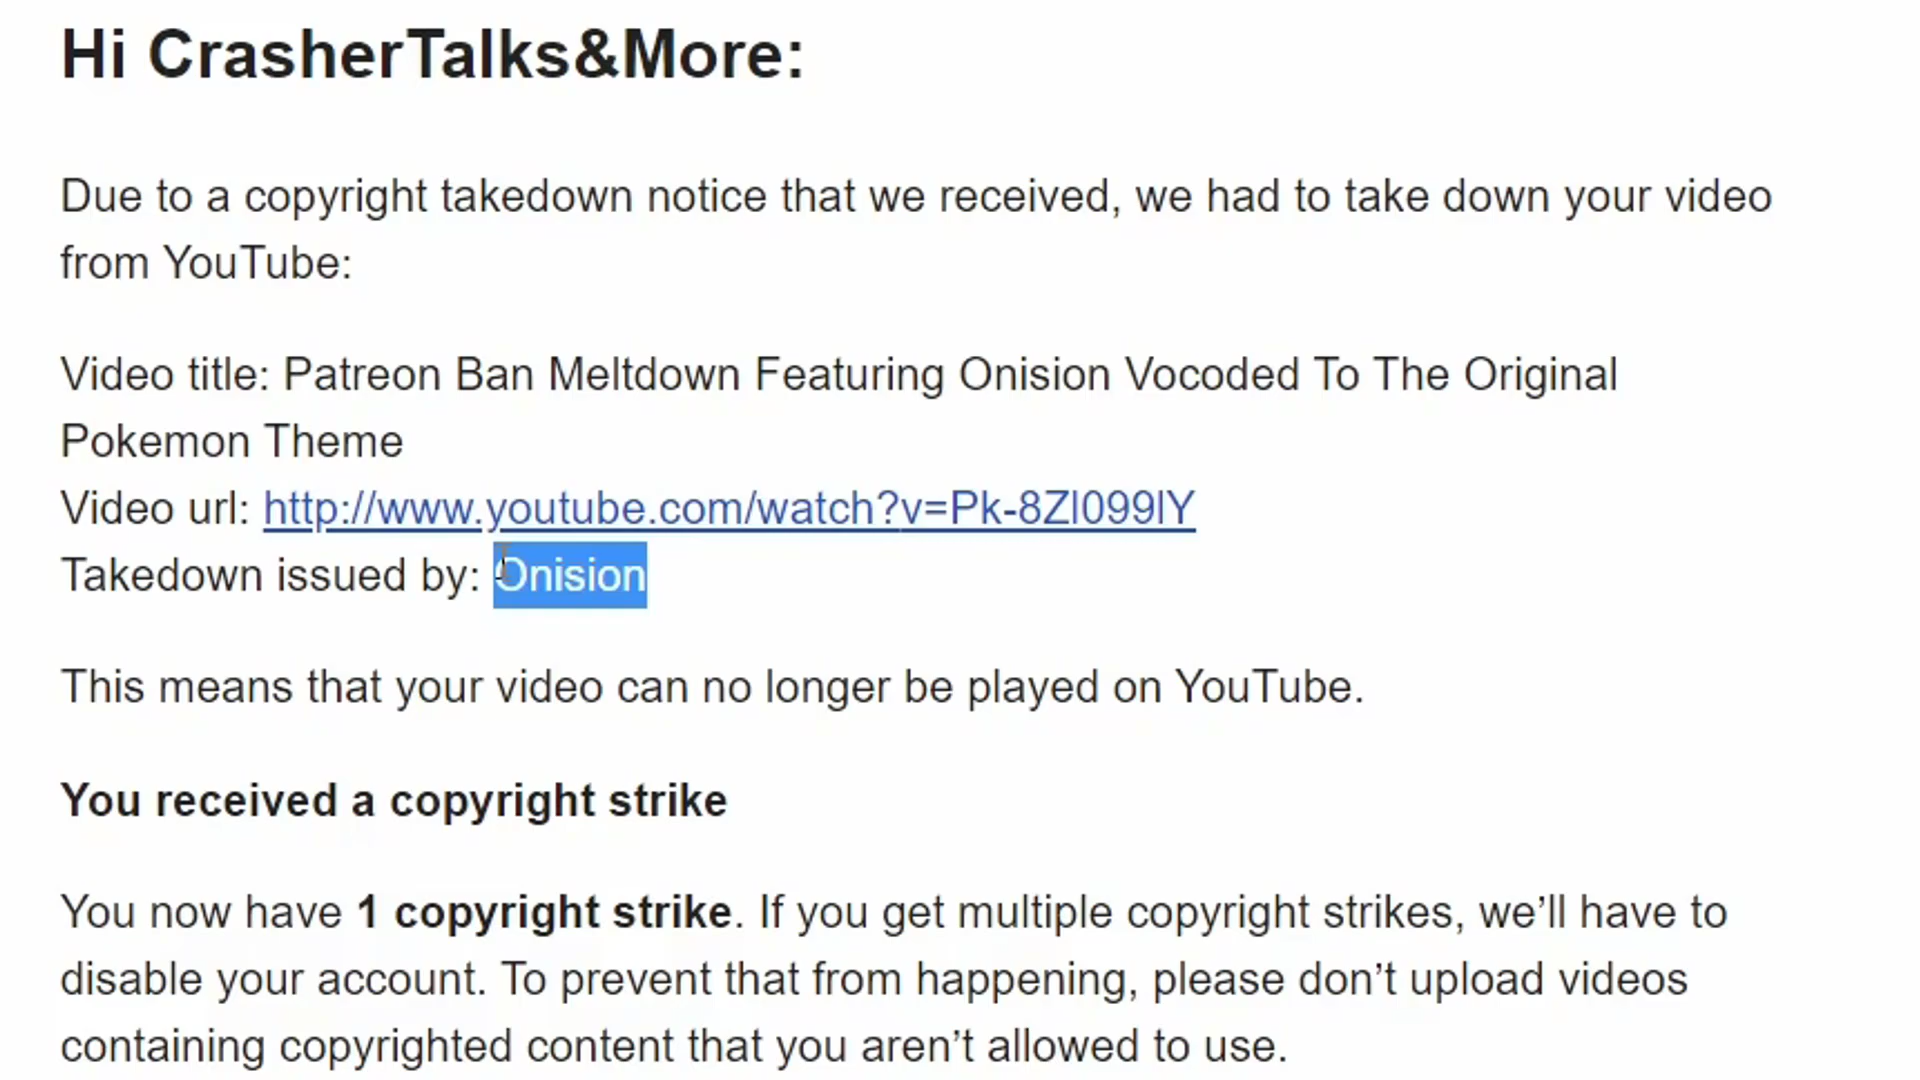 Hi CrasherTalks&More:
Due to a copyright takedown notice that we received, we had to take down your video
from YouTube:
Video title: Patreon Ban Meltdown Featuring Onision Vocoded To The Original
Pokemon Theme
Video url: http://www.youtube.com/watch?v=Pk-8Zl099lY
Takedown issued by: Onision
This means that your video can no longer be played on YouTube.
You received a copyright strike
You now have 1 copyright strike. If you get multiple copyright strikes, we’ll have to
disable your account. To prevent that from happening, please don’t upload videos
containing copyrighted content that you aren’t allowed to use.